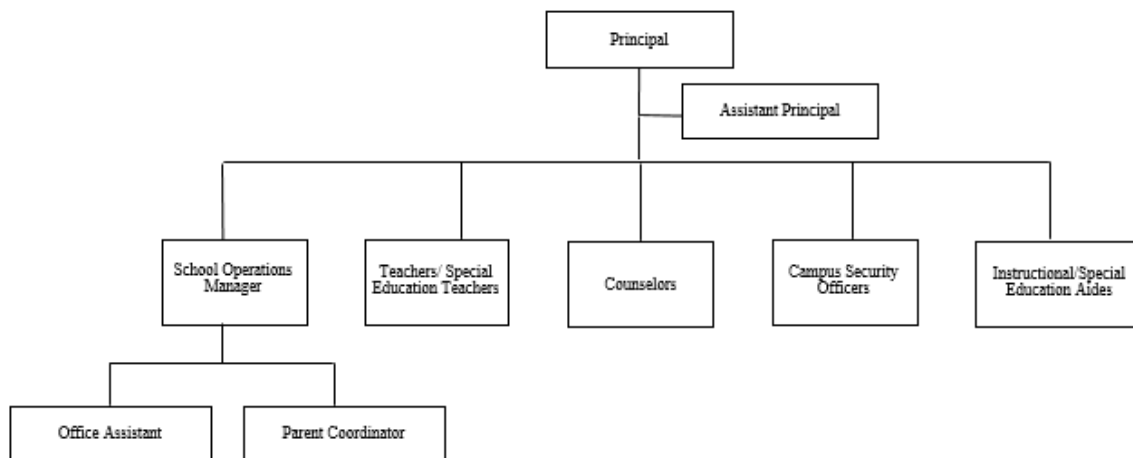 Principal
Assistant Principal
School Operations
Manager
Teachers/ Special
Education Teachers
Counselors
Campus Security
Officers
Instructional/Special
Education Aides
Office Assistant
Parent Coordinator